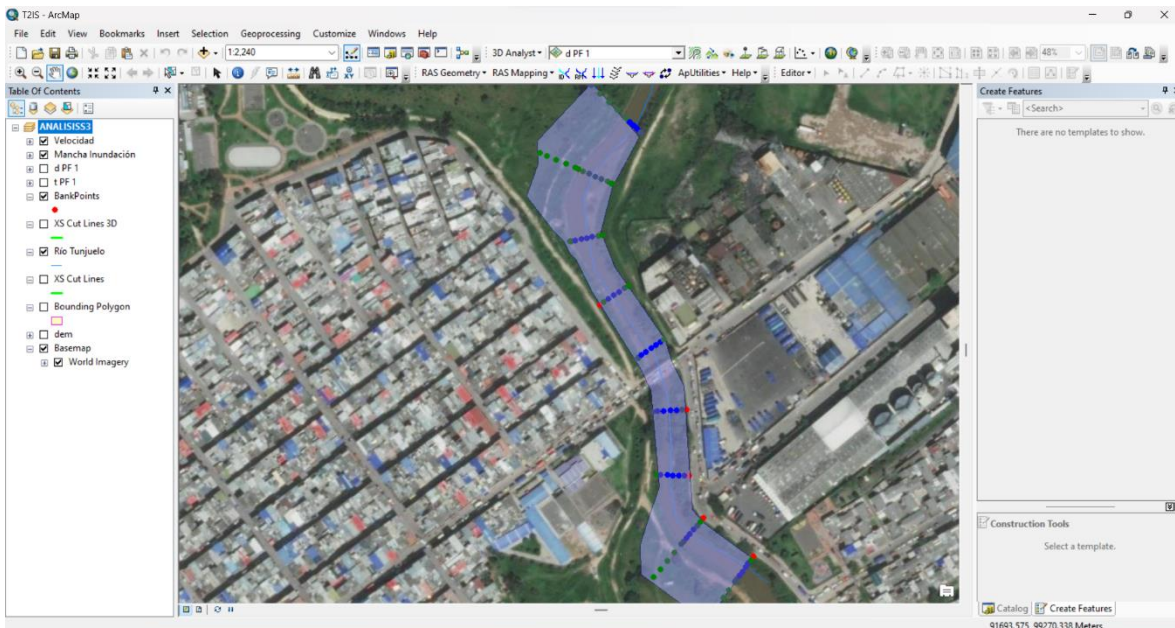 T2IS - ArcMap
File Edit View Bookmarks Insert Selection Geoprocessing Customize Windows Help
1:2,240 3D Analyst d PF 1 48%
RAS Geometry RAS Mapping ApUtilities Help Editor
Table Of Contents
ANALISISS3
Velocidad
Mancha Inundación
d PF 1
t PF 1
BankPoints
XS Cut Lines 3D
Río Tunjuelo
XS Cut Lines
Bounding Polygon
dem
Basemap
World Imagery
Create Features
<Search>
There are no templates to show.
Construction Tools
Select a template.
Catalog Create Features
91693.575 99270.338 Meters